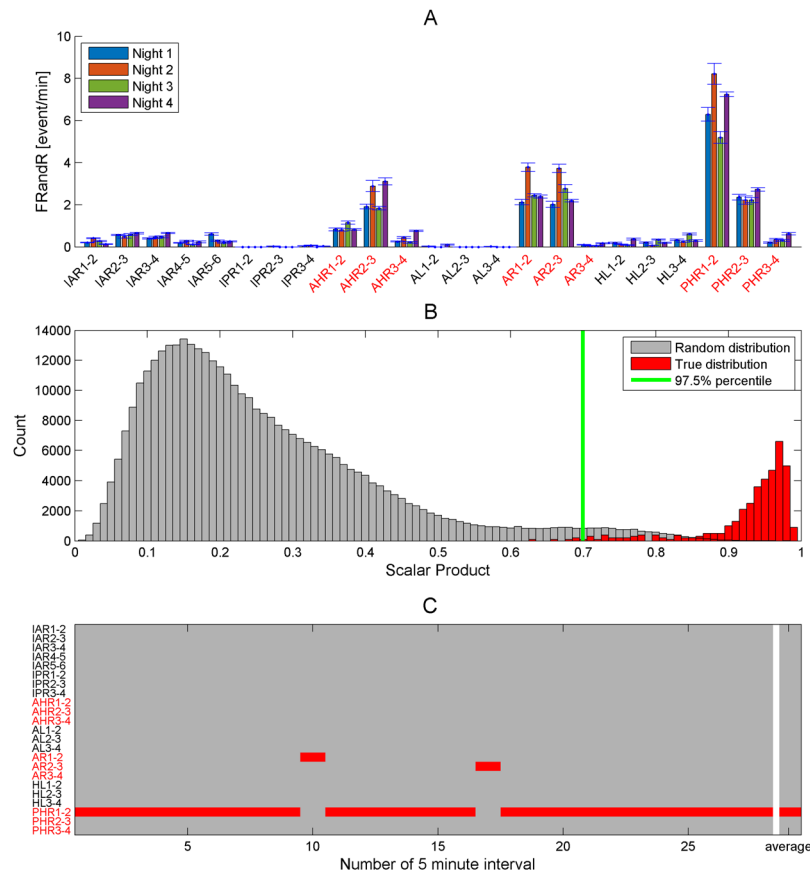 A
FRandR [event/min]
10
8
6
4
2
0
Night 1
Night 2
Night 3
Night 4
IAR1-2
IAR2-3
IAR3-4
IAR4-5
IAR5-6
IPR1-2
IPR2-3
IPR3-4
AHR1-2
AHR2-3
AHR3-4
AL1-2
AL2-3
AL3-4
AR1-2
AR2-3
AR3-4
HL1-2
HL2-3
HL3-4
PHR1-2
PHR2-3
PHR3-4
B
Count
14000
12000
10000
8000
6000
4000
2000
0
Random distribution
True distribution
97.5% percentile
0 0.1 0.2 0.3 0.4 0.5 0.6 0.7 0.8 0.9 1
Scalar Product
C
IAR1-2
IAR2-3
IAR3-4
IAR4-5
IAR5-6
IPR1-2
IPR2-3
IPR3-4
AHR1-2
AHR2-3
AHR3-4
AL1-2
AL2-3
AL3-4
AR1-2
AR2-3
AR3-4
HL1-2
HL2-3
HL3-4
PHR1-2
PHR2-3
PHR3-4
5 10 15 20 25 average
Number of 5 minute interval